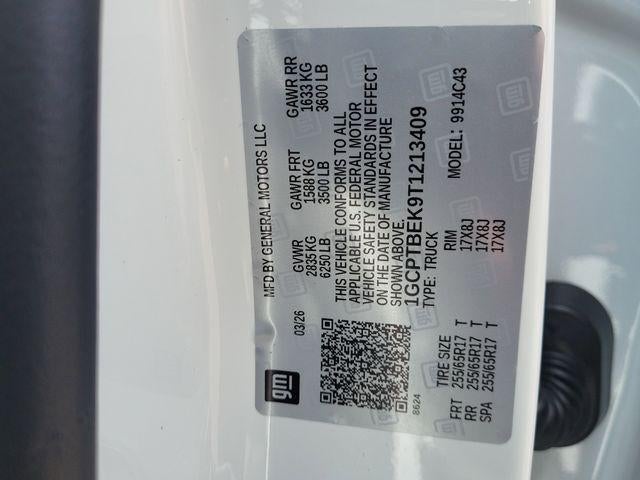 gm
03/26
MFD BY GENERAL MOTORS LLC
GVWR GAWR FRT GAWR RR
2835 KG 1588 KG 1633 KG
6250 LB 3500 LB 3600 LB
THIS VEHICLE CONFORMS TO ALL
APPLICABLE U.S. FEDERAL MOTOR
VEHICLE SAFETY STANDARDS IN EFFECT
ON THE DATE OF MANUFACTURE
SHOWN ABOVE.
1GCPTBEK9T1213409
TYPE: TRUCK
8624
MODEL: 9914C43
TIRE SIZE RIM
FRT 255/65R17 T 17X8J
RR 255/65R17 T 17X8J
SPA 255/65R17 T 17X8J